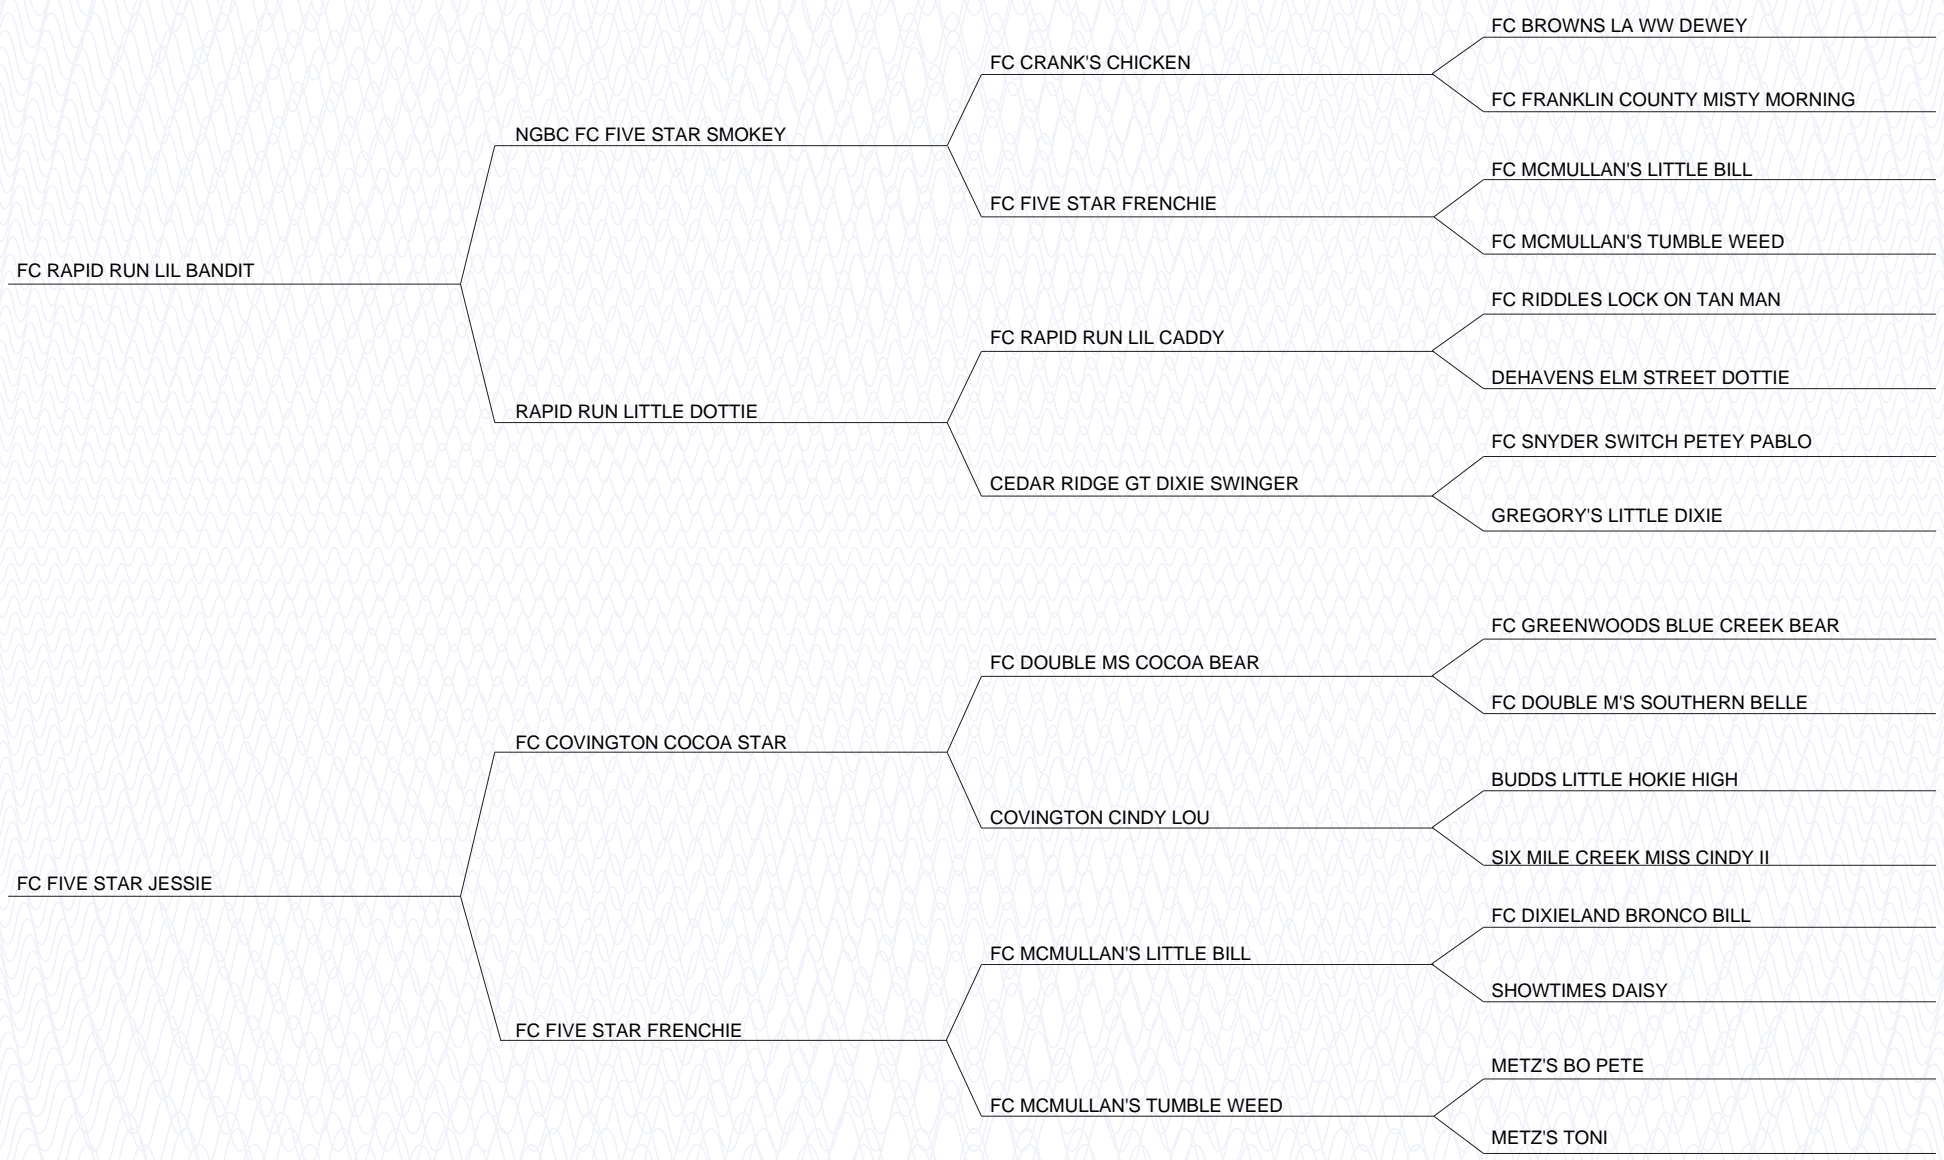 FC BROWNS LA WW DEWEY
FC CRANK'S CHICKEN
FC FRANKLIN COUNTY MISTY MORNING
NGBC FC FIVE STAR SMOKEY
FC MCMULLAN'S LITTLE BILL
FC FIVE STAR FRENCHIE
FC MCMULLAN'S TUMBLE WEED
FC RAPID RUN LIL BANDIT
FC RIDDLES LOCK ON TAN MAN
FC RAPID RUN LIL CADDY
DEHAVENS ELM STREET DOTTIE
RAPID RUN LITTLE DOTTIE
FC SNYDER SWITCH PETEY PABLO
CEDAR RIDGE GT DIXIE SWINGER
GREGORY'S LITTLE DIXIE
FC GREENWOODS BLUE CREEK BEAR
FC DOUBLE MS COCOA BEAR
FC DOUBLE M'S SOUTHERN BELLE
FC COVINGTON COCOA STAR
BUDDS LITTLE HOKIE HIGH
COVINGTON CINDY LOU
SIX MILE CREEK MISS CINDY II
FC FIVE STAR JESSIE
FC DIXIELAND BRONCO BILL
FC MCMULLAN'S LITTLE BILL
SHOWTIMES DAISY
FC FIVE STAR FRENCHIE
METZ'S BO PETE
FC MCMULLAN'S TUMBLE WEED
METZ'S TONI